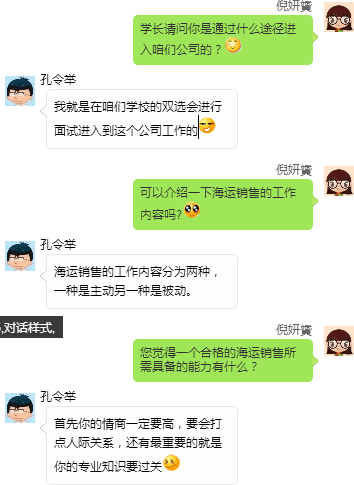 倪妍賨
学长请问你是通过什么途径进
入咱们公司的？
孔令举
我就是在咱们学校的双选会进行
面试进入到这个公司工作的
倪妍賨
可以介绍一下海运销售的工作
内容吗?
孔令举
海运销售的工作内容分为两种，
一种是主动另一种是被动。
,对话样式,
倪妍賨
您觉得一个合格的海运销售所
需具备的能力有什么？
孔令举
首先你的情商一定要高，要会打
点人际关系，还有最重要的就是
你的专业知识要过关